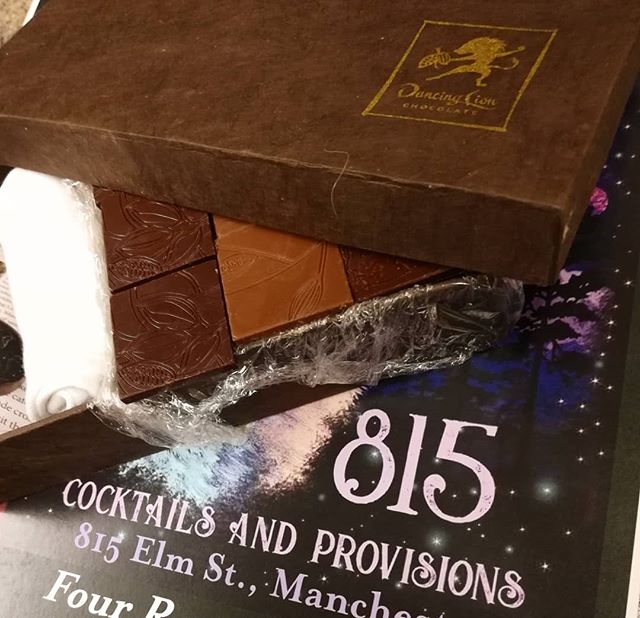 Dancing Lion
CHOCOLATE
815
COCKTAILS AND PROVISIONS
815 Elm St., Manches
Four R